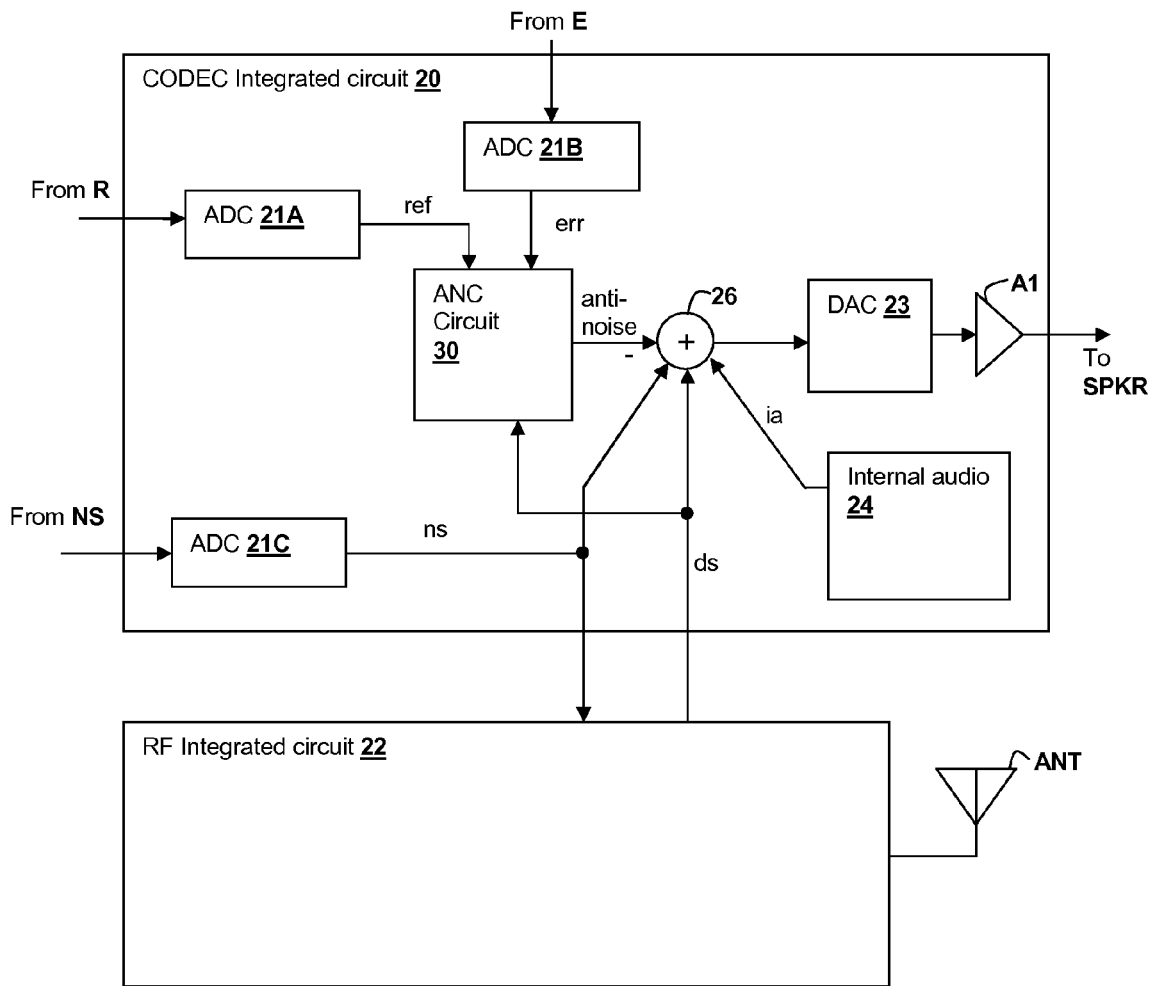 From E
CODEC Integrated circuit 20
ADC 21B
From R
ADC 21A
ref
err
ANC
Circuit
30
anti-
noise
-
26
+
DAC 23
A1
To
SPKR
ia
Internal audio
24
From NS
ADC 21C
ns
ds
RF Integrated circuit 22
ANT